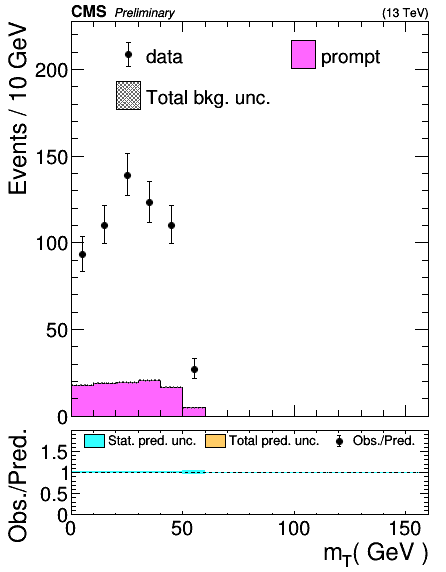 CMS Preliminary (13 TeV)
data prompt
Total bkg. unc.
Events / 10 GeV
200
150
100
50
0
Stat. pred. unc. Total pred. unc. Obs./Pred.
Obs./Pred.
1.5
1
0.5
0
0 50 100 150
m_T( GeV )